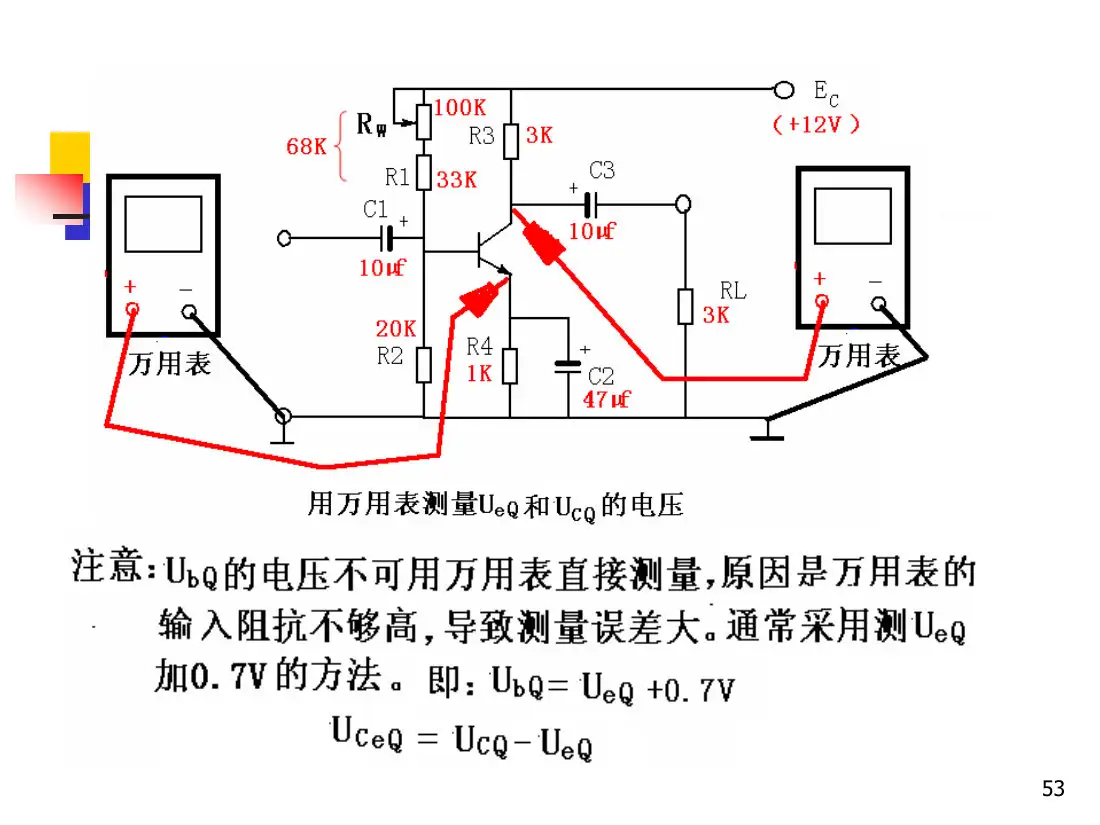 100K
E_C
(+12V)
R_W
68K
R3
3K
R1
33K
C3
+
10μf
C1
+
10μf
+
−
万用表
+
−
万用表
RL
3K
20K
R2
R4
1K
+
C2
47μf
用万用表测量UeQ和UCQ的电压
注意:UbQ的电压不可用万用表直接测量,原因是万用表的
输入阻抗不够高,导致测量误差大。通常采用测UeQ
加0.7V的方法。即:UbQ= UeQ +0.7V
UCeQ = UCQ−UeQ
53